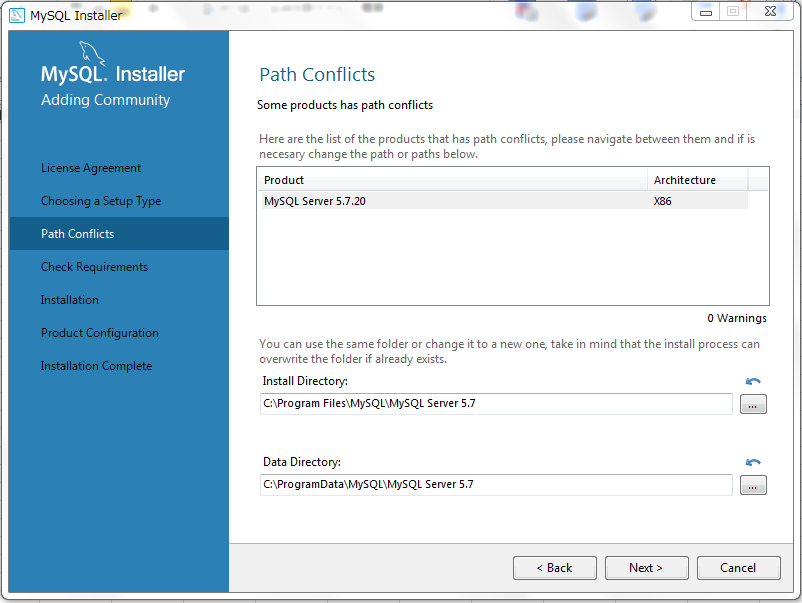 MySQL Installer
MySQL. Installer
Adding Community
License Agreement
Choosing a Setup Type
Path Conflicts
Check Requirements
Installation
Product Configuration
Installation Complete
Path Conflicts
Some products has path conflicts
Here are the list of the products that has path conflicts, please navigate between them and if is
necesary change the path or paths below.
Product Architecture
MySQL Server 5.7.20 X86
0 Warnings
You can use the same folder or change it to a new one, take in mind that the install process can
overwrite the folder if already exists.
Install Directory:
C:\Program Files\MySQL\MySQL Server 5.7
...
Data Directory:
C:\ProgramData\MySQL\MySQL Server 5.7
...
< Back Next > Cancel